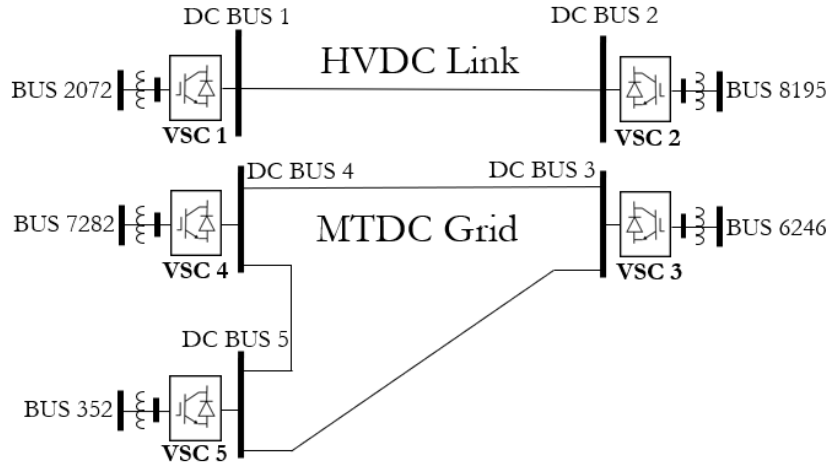 DC BUS 1
DC BUS 2
HVDC Link
BUS 2072
BUS 8195
VSC 1
VSC 2
DC BUS 4
DC BUS 3
BUS 7282
MTDC Grid
BUS 6246
VSC 4
VSC 3
DC BUS 5
BUS 352
VSC 5